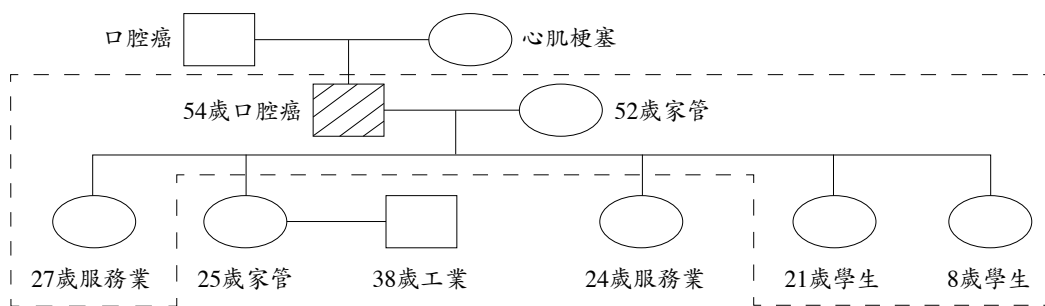 口腔癌
心肌梗塞
54歲口腔癌
52歲家管
27歲服務業
25歲家管
38歲工業
24歲服務業
21歲學生
8歲學生